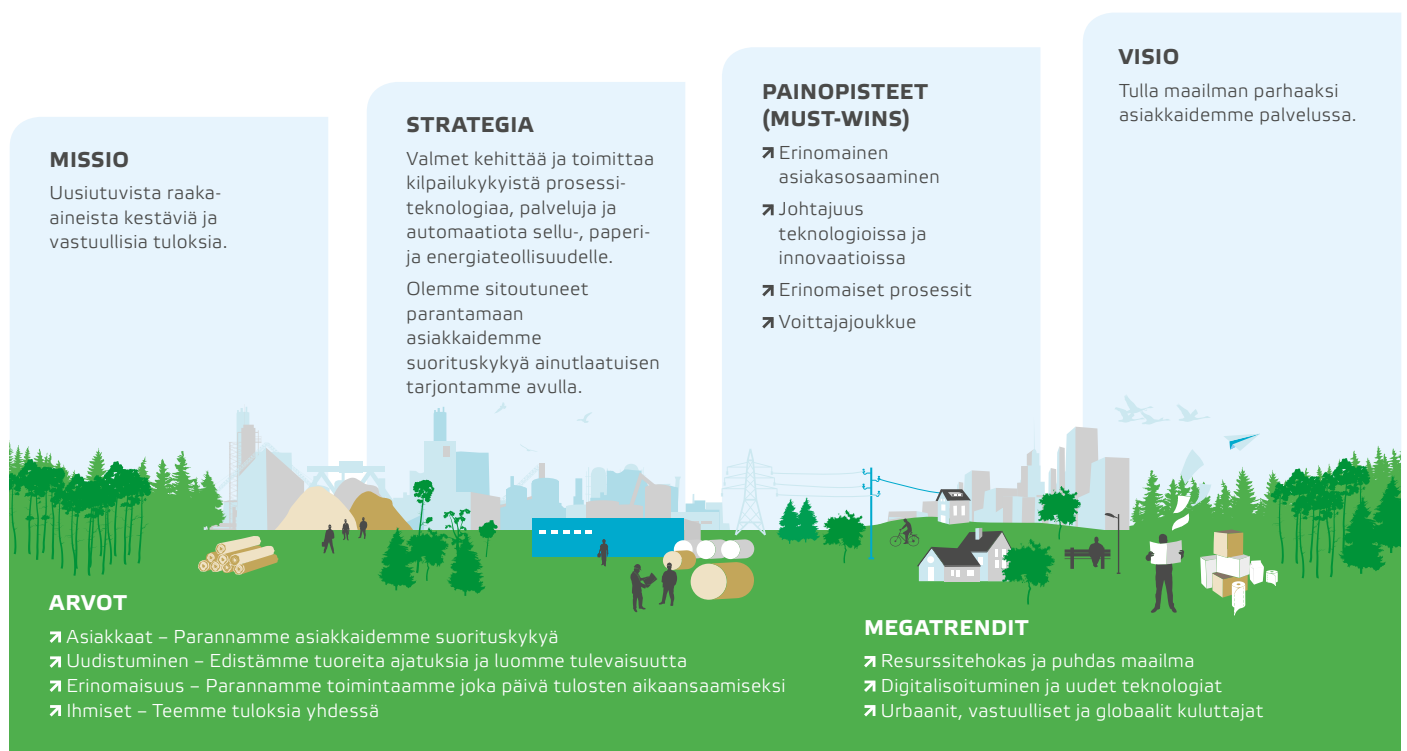 MISSIO
Uusiutuvista raaka-
aineista kestäviä ja
vastuullisia tuloksia.
STRATEGIA
Valmet kehittää ja toimittaa
kilpailukykyistä prosessi-
teknologiaa, palveluja ja
automaatiota sellu-, paperi-
ja energiateollisuudelle.
Olemme sitoutuneet
parantamaan
asiakkaidemme
suorituskykyä ainutlaatuisen
tarjontamme avulla.
PAINOPISTEET
(MUST-WINS)
Erinomainen
asiakasosaaminen
Johtajuus
teknologioissa ja
innovaatioissa
Erinomaiset prosessit
Voittajajoukkue
VISIO
Tulla maailman parhaaksi
asiakkaidemme palvelussa.
ARVOT
Asiakkaat – Parannamme asiakkaidemme suorituskykyä
Uudistuminen – Edistämme tuoreita ajatuksia ja luomme tulevaisuutta
Erinomaisuus – Parannamme toimintaamme joka päivä tulosten aikaansaamiseksi
Ihmiset – Teemme tuloksia yhdessä
MEGATRENDIT
Resurssitehokas ja puhdas maailma
Digitalisoituminen ja uudet teknologiat
Urbaanit, vastuulliset ja globaalit kuluttajat